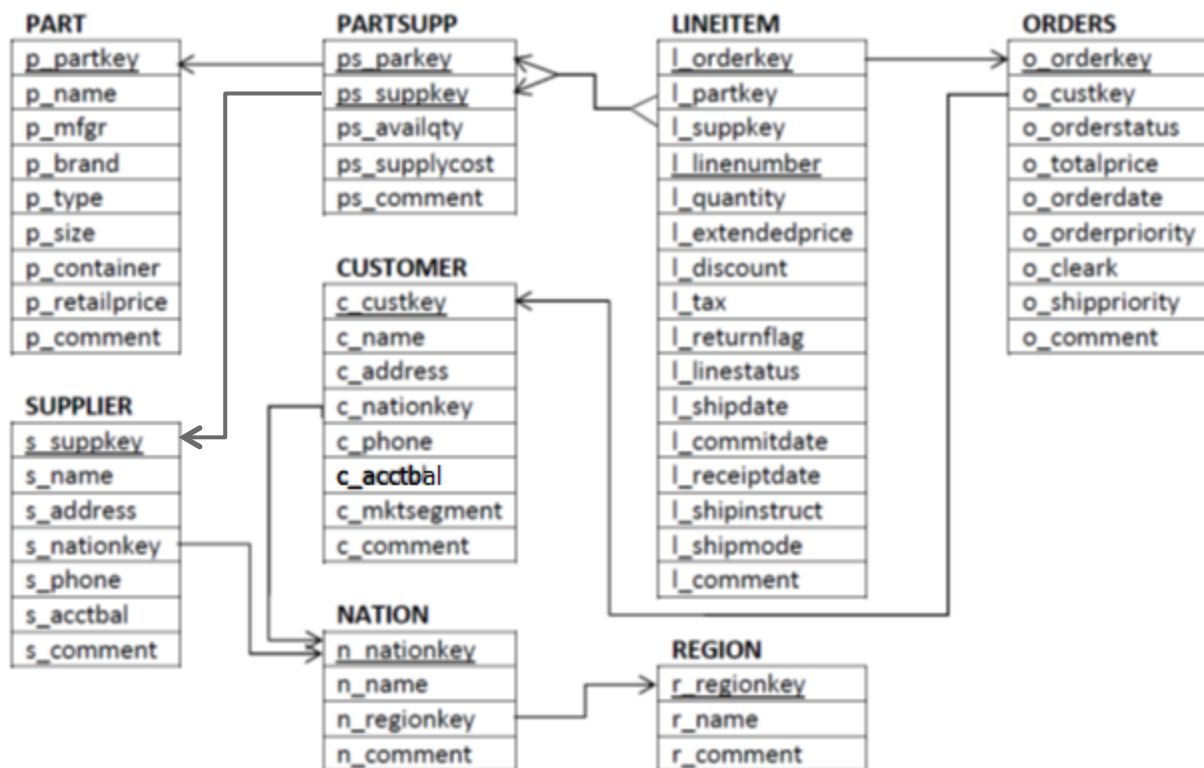 PART
p_partkey
p_name
p_mfgr
p_brand
p_type
p_size
p_container
p_retailprice
p_comment
SUPPLIER
s_suppkey
s_name
s_address
s_nationkey
s_phone
s_acctbal
s_comment
PARTSUPP
ps_parkey
ps_suppkey
ps_availqty
ps_supplycost
ps_comment
CUSTOMER
c_custkey
c_name
c_address
c_nationkey
c_phone
c_acctbal
c_mktsegment
c_comment
NATION
n_nationkey
n_name
n_regionkey
n_comment
LINEITEM
l_orderkey
l_partkey
l_suppkey
l_linenumber
l_quantity
l_extendedprice
l_discount
l_tax
l_returnflag
l_linestatus
l_shipdate
l_commitdate
l_receiptdate
l_shipinstruct
l_shipmode
l_comment
REGION
r_regionkey
r_name
r_comment
ORDERS
o_orderkey
o_custkey
o_orderstatus
o_totalprice
o_orderdate
o_orderpriority
o_cleark
o_shippriority
o_comment